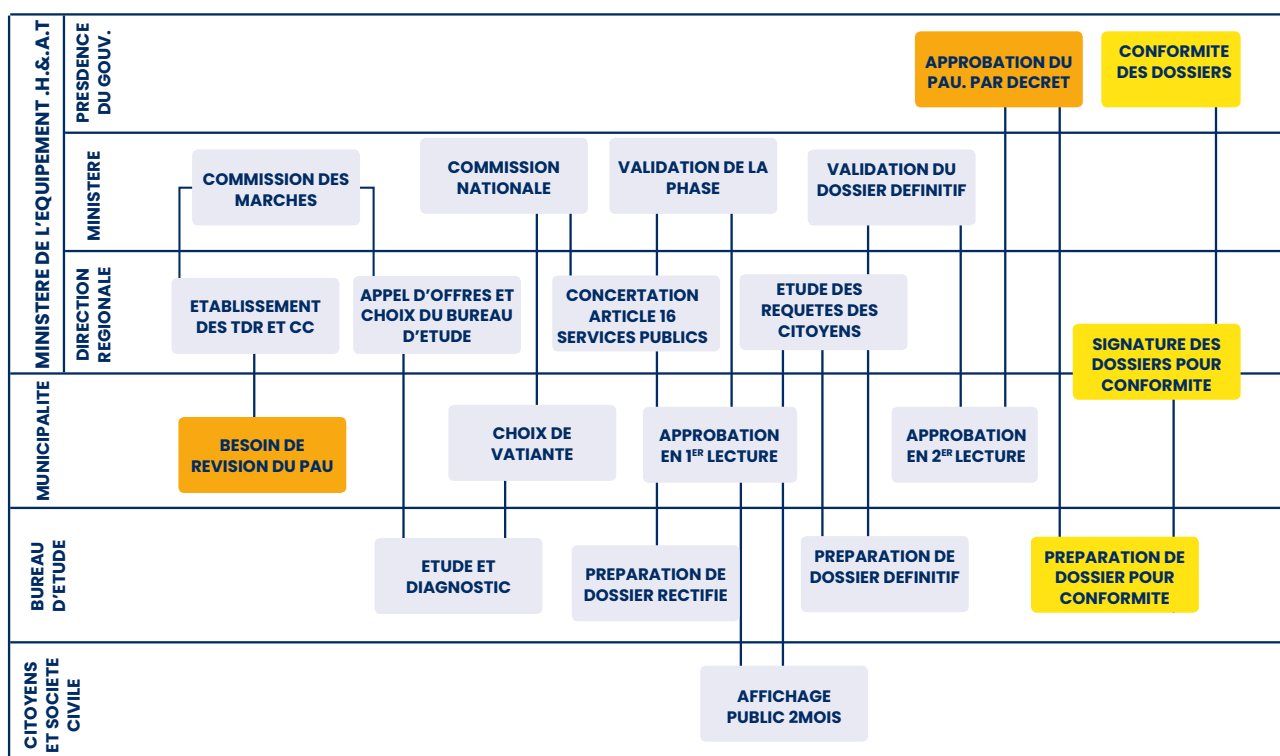 MINISTERE DE L'EQUIPEMENT .H.&.A.T
PRESDENCE
DU GOUV.
APPROBATION DU
PAU. PAR DECRET
CONFORMITE
DES DOSSIERS
MINISTERE
COMMISSION DES
MARCHES
COMMISSION
NATIONALE
VALIDATION DE LA
PHASE
VALIDATION DU
DOSSIER DEFINITIF
DIRECTION
REGIONALE
ETABLISSEMENT
DES TDR ET CC
APPEL D'OFFRES ET
CHOIX DU BUREAU
D'ETUDE
CONCERTATION
ARTICLE 16
SERVICES PUBLICS
ETUDE DES
REQUETES DES
CITOYENS
SIGNATURE DES
DOSSIERS POUR
CONFORMITE
MUNICIPALITE
BESOIN DE
REVISION DU PAU
CHOIX DE
VATIANTE
APPROBATION
EN 1ER LECTURE
APPROBATION
EN 2ER LECTURE
BUREAU
D'ETUDE
ETUDE ET
DIAGNOSTIC
PREPARATION DE
DOSSIER RECTIFIE
PREPARATION DE
DOSSIER DEFINITIF
PREPARATION DE
DOSSIER POUR
CONFORMITE
CITOYENS
ET SOCIETE
CIVILE
AFFICHAGE
PUBLIC 2MOIS